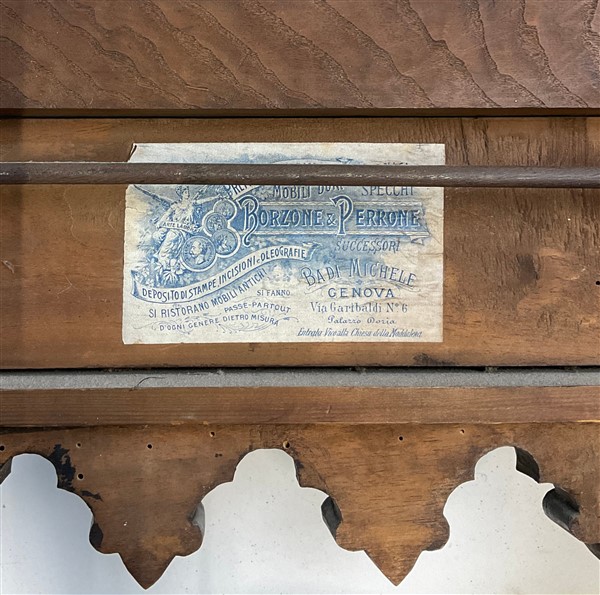 MOBILI DORATI SPECCHI
BORZONE & PERRONE
SUCCESSORI
BADI MICHELE
GENOVA
Via Garibaldi Nº 6
Palazzo Doria
Entrata Vico alla Chiesa della Maddalena
DEPOSITO DI STAMPE, INCISIONI E OLEOGRAFIE
SI RISTORANO MOBILI ANTICHI
SI FANNO
PASSE-PARTOUT
D'OGNI GENERE DIETRO MISURA